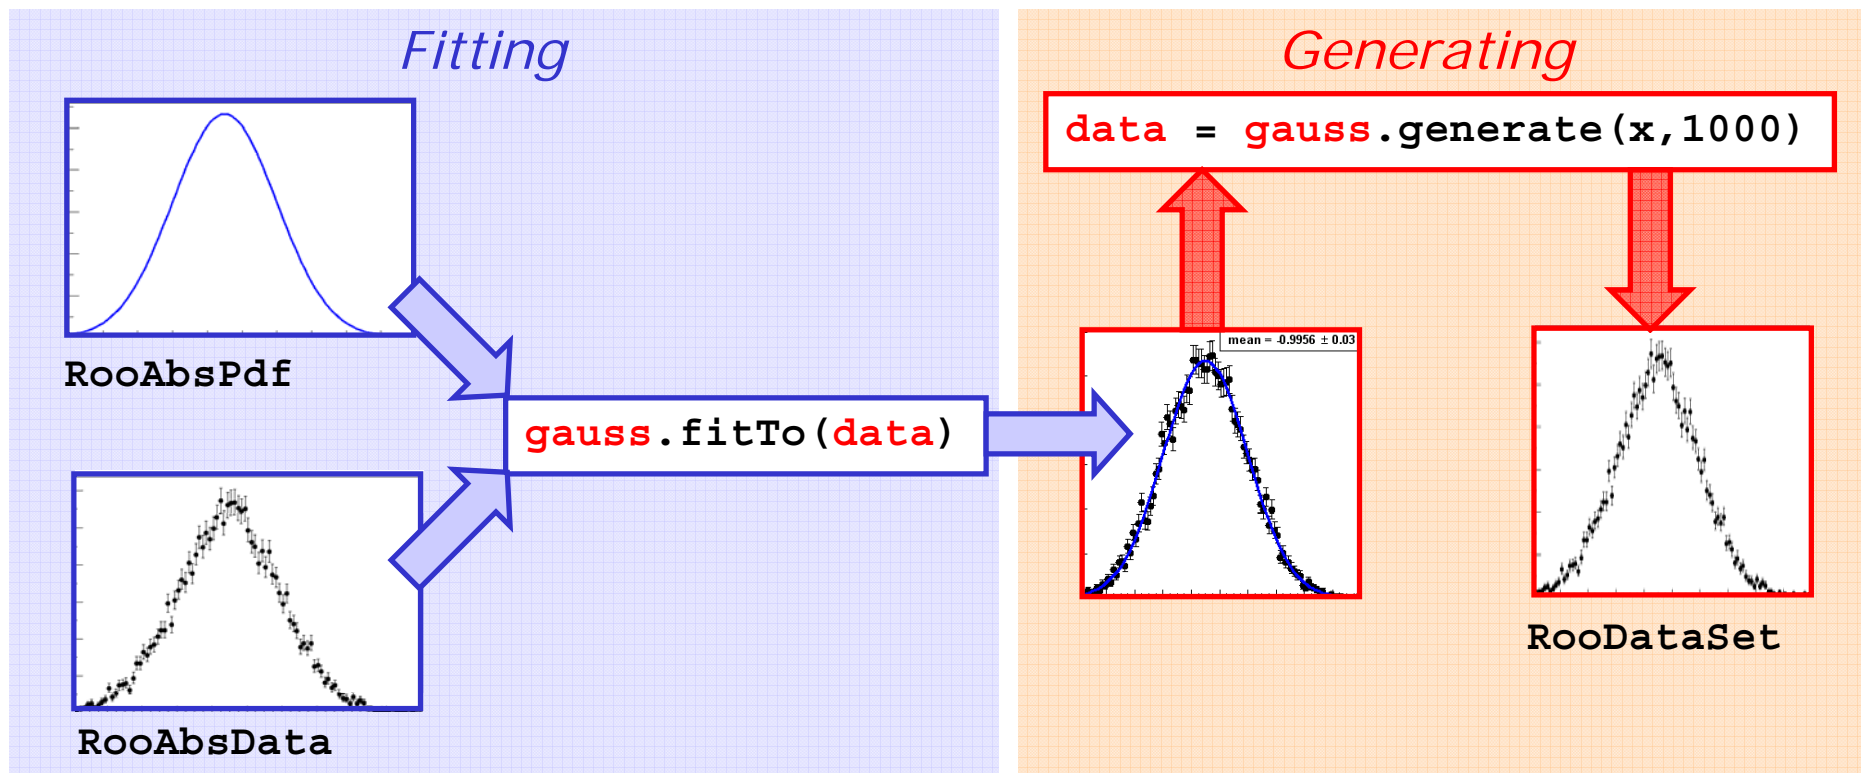 Fitting
RooAbsPdf
RooAbsData
gauss.fitTo(data)
Generating
data = gauss.generate(x,1000)
mean = -0.9956 ± 0.03
RooDataSet